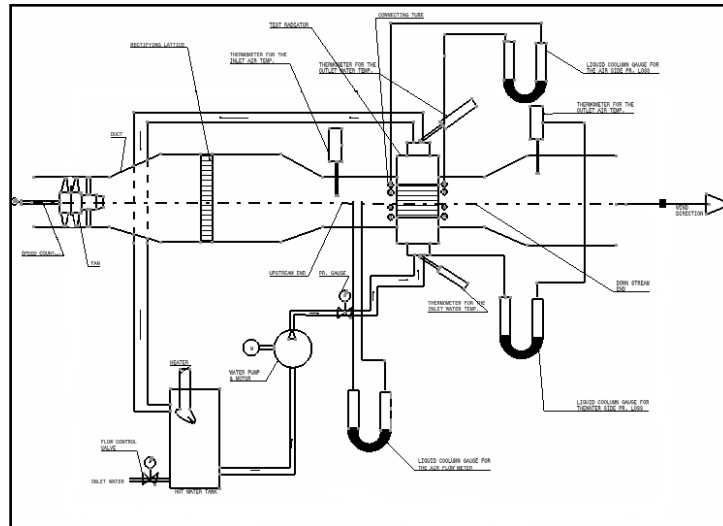 TEST RADIATOR
CONNECTING TUBE
RECTIFYING LATTICE
THERMOMETER FOR THE
INLET AIR TEMP.
THERMOMETER FOR THE
OUTLET WATER TEMP.
LIQUID COOLUMN GAUGE FOR
THE AIR SIDE PR. LOSS
THERMOMETER FOR THE
OUTLET AIR TEMP.
DUCT
WIND
DIRECTION
SPEED COUNT.
FAN
UPSTREAM END
PR. GAUGE
DOWN STREAM
END
THERMOMETER FOR THE
INLET WATER TEMP.
HEATER
WATER PUMP
& MOTOR
M
LIQUID COOLUMN GAUGE FOR
THEWATER SIDE PR. LOSS
FLOW CONTROL
VALVE
LIQUID COOLUMN GAUGE FOR
THE AIR FLOW METER
INLET WATER
HOT WATER TANK